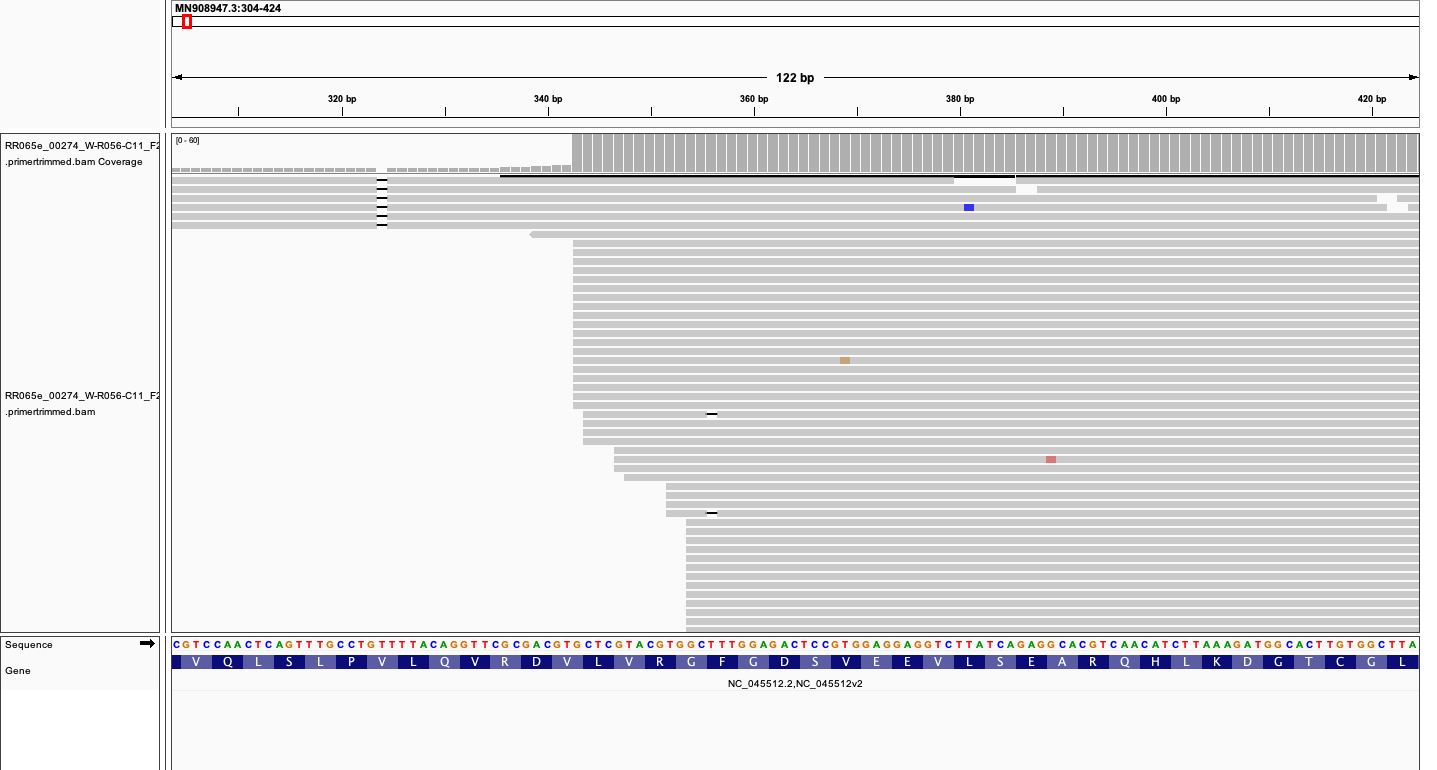 MN908947.3:304-424
122 bp
320 bp 340 bp 360 bp 380 bp 400 bp 420 bp
RR065e_00274_W-R056-C11_F2
.primertrimmed.bam Coverage
[0 - 60]
RR065e_00274_W-R056-C11_F2
.primertrimmed.bam
Sequence
CGTCCAACTCAGTTTGCCTGTTTTACAGGTTCGCGACGTGCTCGTACGTGGCTTTGGAGACTCCGTGGAGGAGGTCTTATCAGAGGCACGTCAACATCTTAAAGATGGCACTTGTGGCTTA
Gene
V Q L S L P V L Q V R D V L V R G F G D S V E E V L S E A R Q H L K D G T C G L
NC_045512.2,NC_045512v2